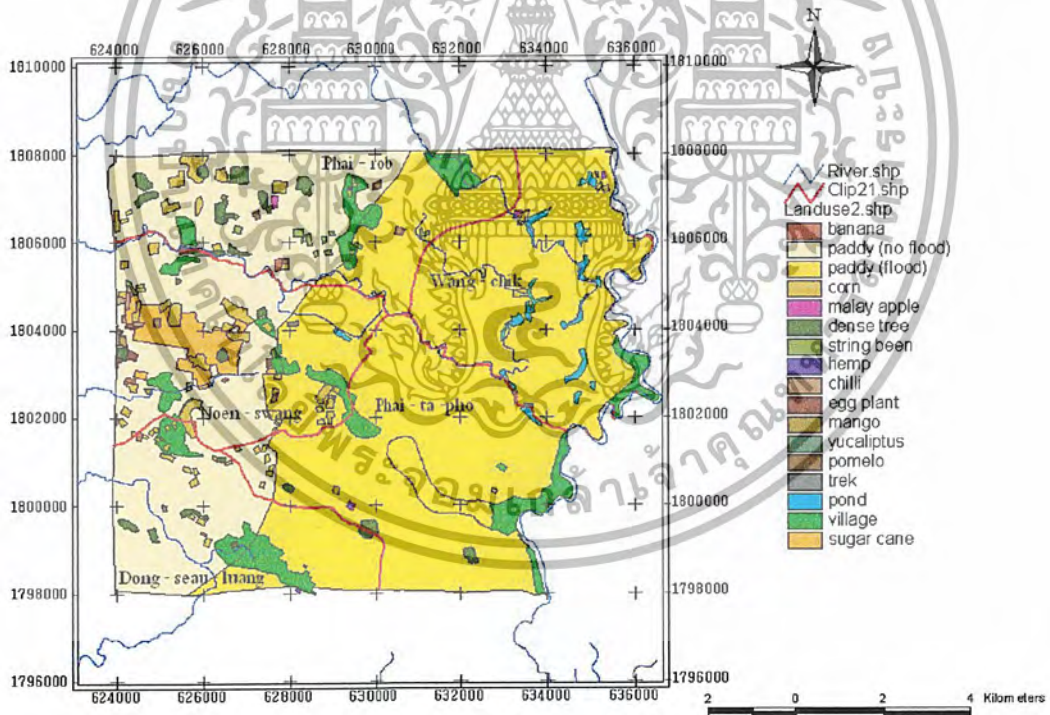 N
624000 626000 628000 630000 632000 634000 636000
1810000 1810000
1808000 1808000
1806000 1806000
1804000 1804000
1802000 1802000
1800000 1800000
1798000 1798000
1796000 1796000
624000 626000 628000 630000 632000 634000 636000
Phai - rob
Wang - chik
Phai - ta - pho
Noen - swang
Dong - seau - luang
River.shp
Clip21.shp
Landuse2.shp
banana
paddy (no flood)
paddy (flood)
corn
malay apple
dense tree
string been
hemp
chilli
egg plant
mango
yucaliptus
pomelo
trek
pond
village
sugar cane
2 0 2 4 Kilometers